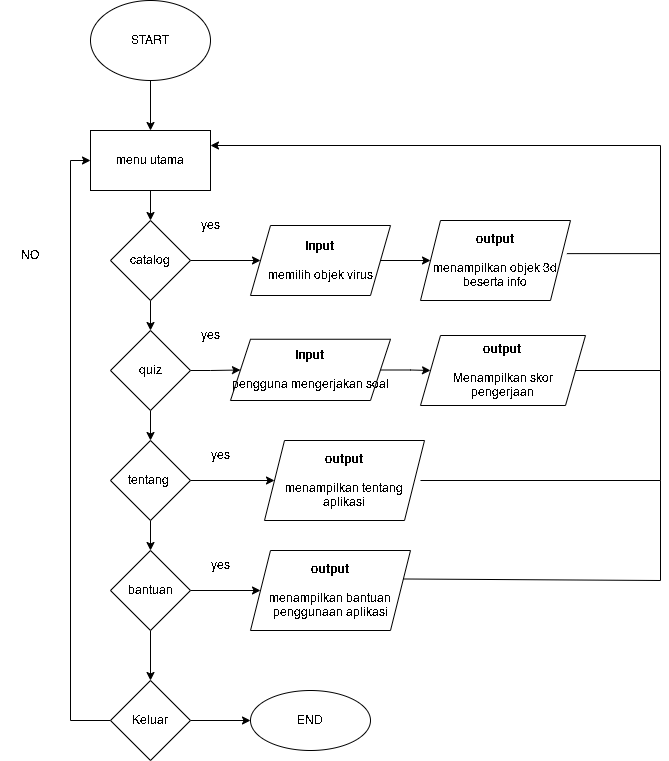 START
menu utama
NO
catalog
yes
Input
memilih objek virus
output
menampilkan objek 3d
beserta info
quiz
yes
Input
pengguna mengerjakan soal
output
Menampilkan skor
pengerjaan
tentang
yes
output
menampilkan tentang
aplikasi
bantuan
yes
output
menampilkan bantuan
penggunaan aplikasi
Keluar
END